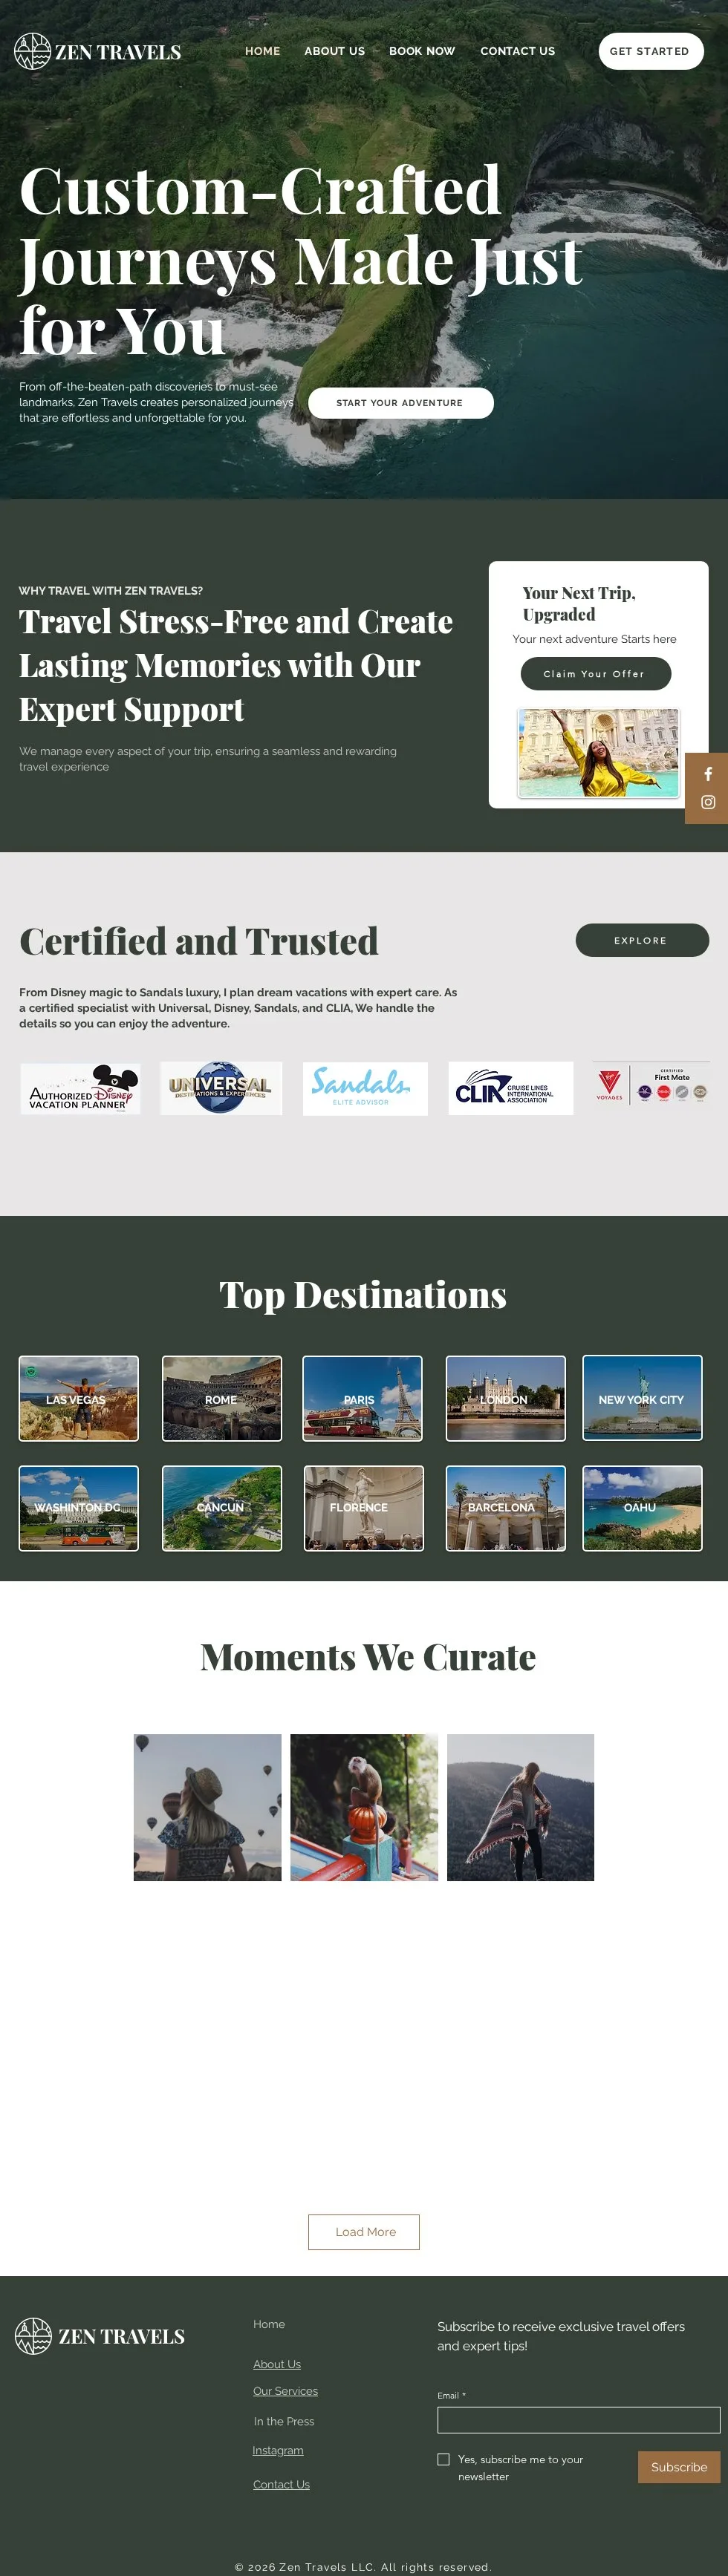 ZEN TRAVELS
HOME
ABOUT US
BOOK NOW
CONTACT US
GET STARTED
Custom-Crafted
Journeys Made Just
for You
From off-the-beaten-path discoveries to must-see
landmarks, Zen Travels creates personalized journeys
that are effortless and unforgettable for you.
START YOUR ADVENTURE
WHY TRAVEL WITH ZEN TRAVELS?
Travel Stress-Free and Create
Lasting Memories with Our
Expert Support
We manage every aspect of your trip, ensuring a seamless and rewarding
travel experience
Your Next Trip,
Upgraded
Your next adventure Starts here
Claim Your Offer
Certified and Trusted
EXPLORE
From Disney magic to Sandals luxury, I plan dream vacations with expert care. As
a certified specialist with Universal, Disney, Sandals, and CLIA, We handle the
details so you can enjoy the adventure.
AUTHORIZED Disney
VACATION PLANNER
UNIVERSAL
DESTINATIONS & EXPERIENCES
Sandals
ELITE ADVISOR
CLIA CRUISE LINES
INTERNATIONAL
ASSOCIATION
VOYAGES
CERTIFIED
First Mate
Top Destinations
LAS VEGAS
ROME
PARIS
LONDON
NEW YORK CITY
WASHINTON DC
CANCUN
FLORENCE
BARCELONA
OAHU
Moments We Curate
Load More
ZEN TRAVELS
Home
About Us
Our Services
In the Press
Instagram
Contact Us
Subscribe to receive exclusive travel offers
and expert tips!
Email *
Yes, subscribe me to your
newsletter
Subscribe
© 2026 Zen Travels LLC. All rights reserved.